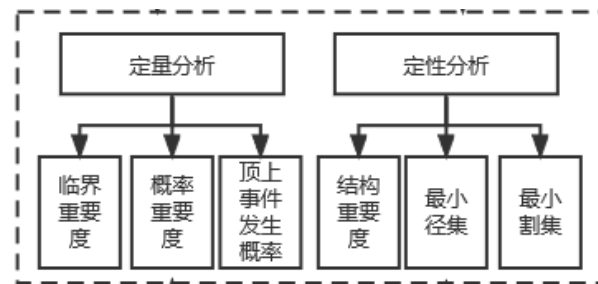 定量分析
定性分析
临界
重要
度
概率
重要
度
顶上
事件
发生
概率
结构
重要
度
最小
径集
最小
割集